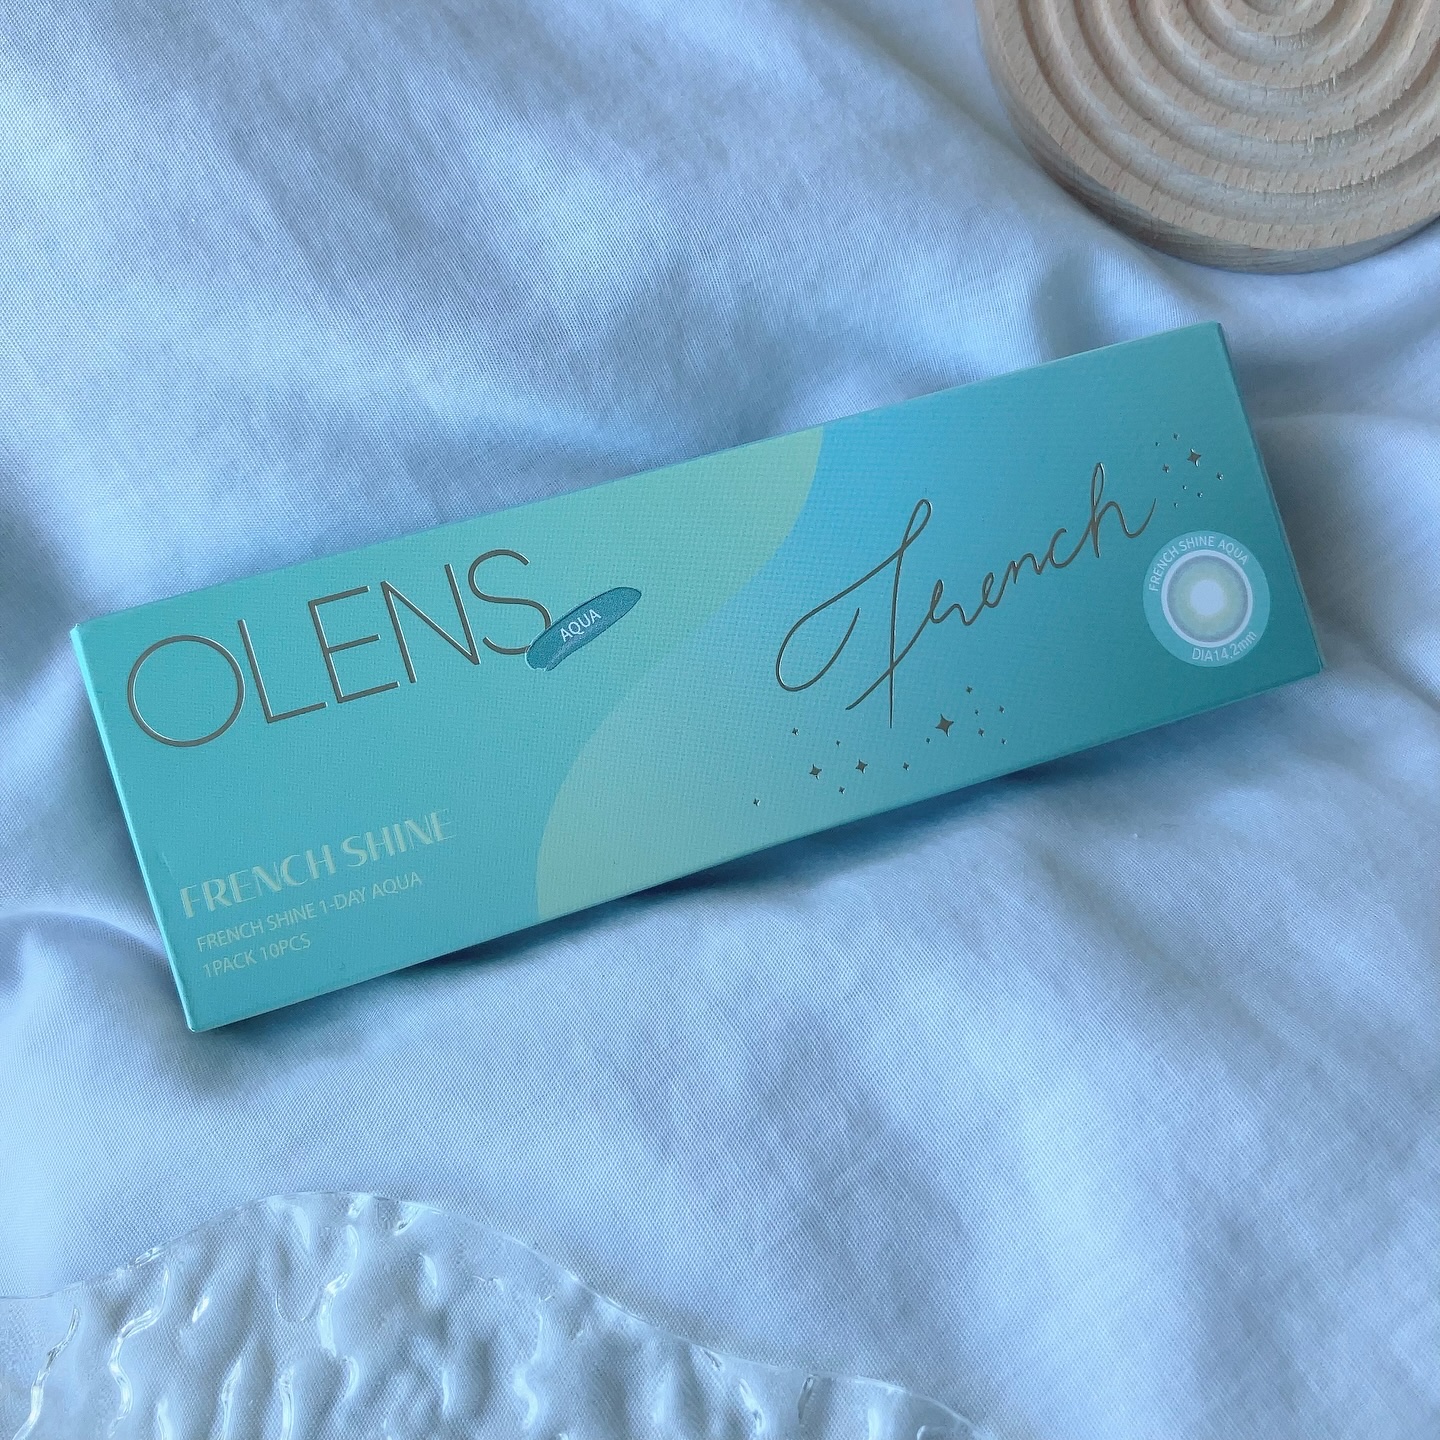 OLENS
AQUA
French
FRENCH SHINE AQUA
DIA14.2mm
FRENCH SHINE
FRENCH SHINE 1-DAY AQUA
1PACK 10PCS